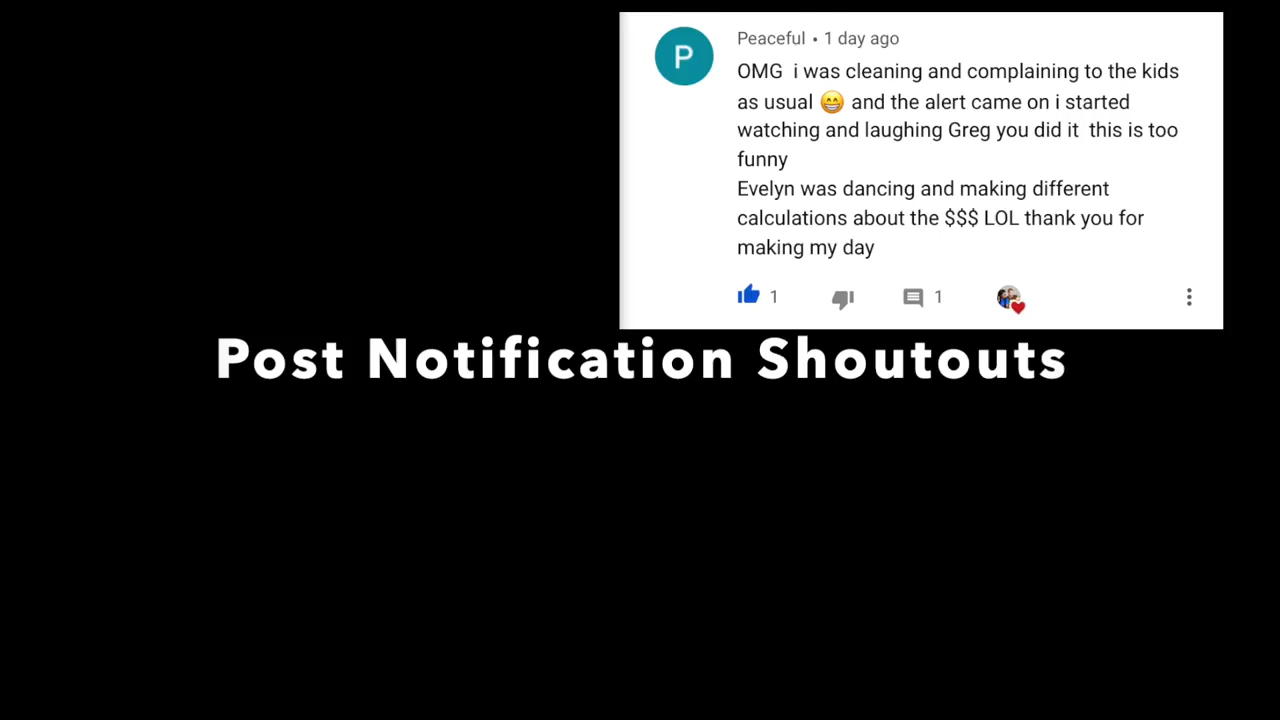 P
Peaceful • 1 day ago
OMG  i was cleaning and complaining to the kids
as usual 😁 and the alert came on i started
watching and laughing Greg you did it  this is too
funny
Evelyn was dancing and making different
calculations about the $$$ LOL thank you for
making my day
1
1
Post Notification Shoutouts